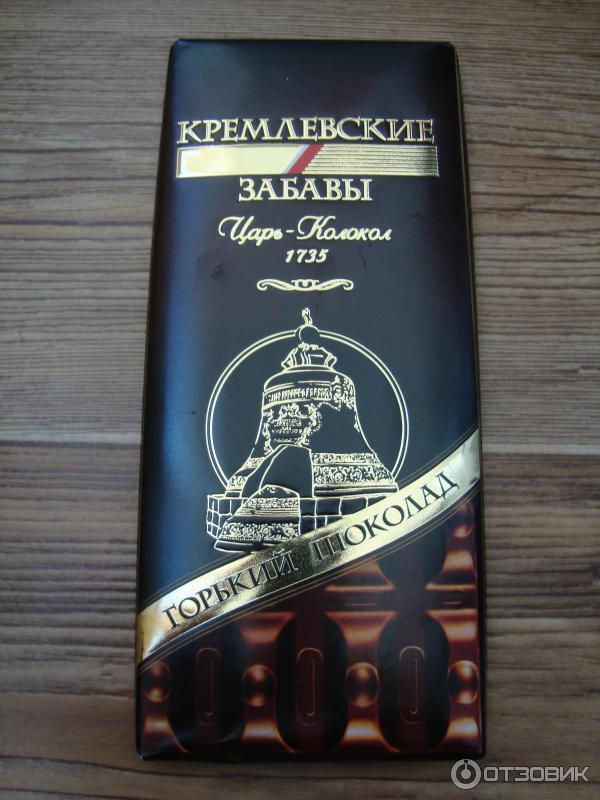 КРЕМЛЕВСКИЕ
ЗАБАВЫ
Царь-Колокол
1735
ГОРЬКИЙ ШОКОЛАД
ОТЗОВИК